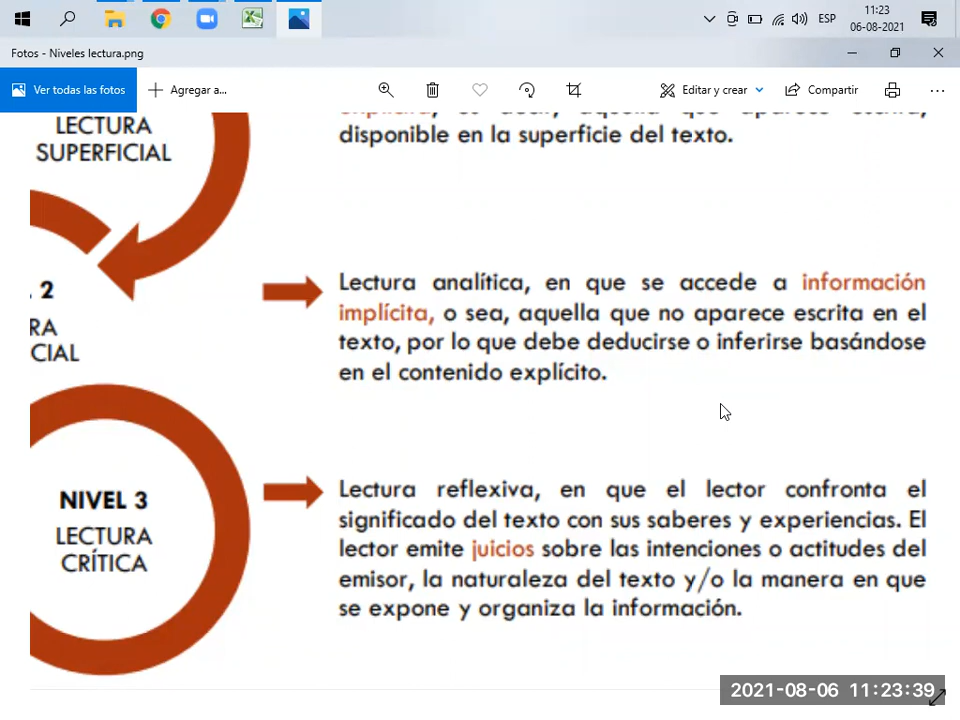 11:23
ESP
06-08-2021
Fotos - Niveles lectura.png
Ver todas las fotos
Agregar a...
Editar y crear
Compartir
LECTURA
SUPERFICIAL
disponible en la superficie del texto.
. 2
RA
CIAL
Lectura analítica, en que se accede a información
implícita, o sea, aquella que no aparece escrita en el
texto, por lo que debe deducirse o inferirse basándose
en el contenido explícito.
NIVEL 3
LECTURA
CRÍTICA
Lectura reflexiva, en que el lector confronta el
significado del texto con sus saberes y experiencias. El
lector emite juicios sobre las intenciones o actitudes del
emisor, la naturaleza del texto y/o la manera en que
se expone y organiza la información.
2021-08-06 11:23:39